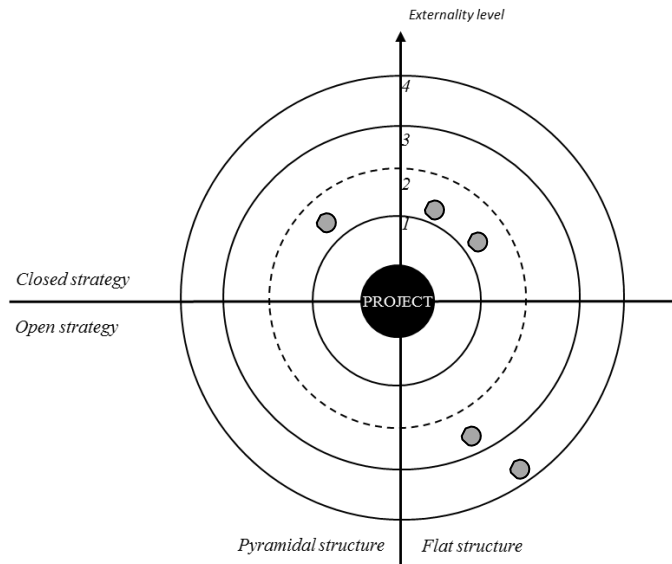 Externality level
4
3
2
1
Closed strategy
PROJECT
Open strategy
Pyramidal structure
Flat structure